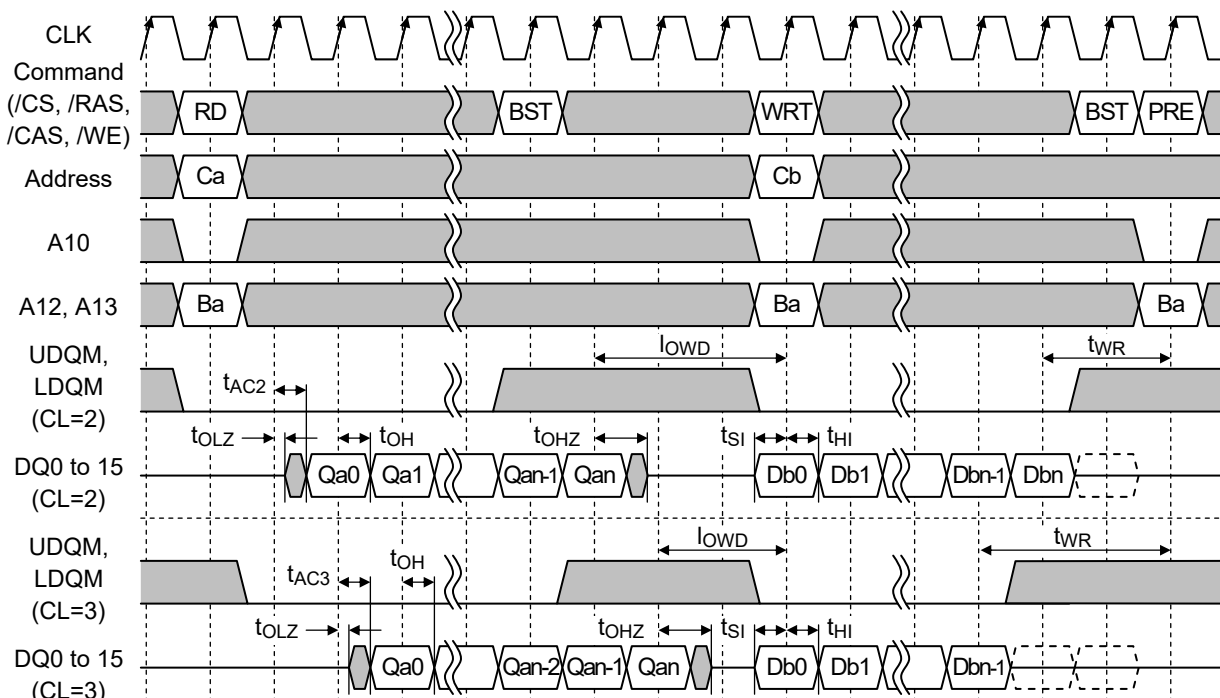 CLK
Command
(/CS, /RAS,
/CAS, /WE)
RD BST WRT BST PRE
Address
Ca Cb
A10
A12, A13
Ba Ba Ba
UDQM,
LDQM
(CL=2)
tAC2 IOWD tWR
tOLZ tOH tOHZ tSI tHI
DQ0 to 15
(CL=2)
Qa0 Qa1 Qan-1 Qan Db0 Db1 Dbn-1 Dbn
UDQM,
LDQM
(CL=3)
tAC3 tOH IOWD tWR
tOLZ tOHZ tSI tHI
DQ0 to 15
(CL=3)
Qa0 Qan-2 Qan-1 Qan Db0 Db1 Dbn-1